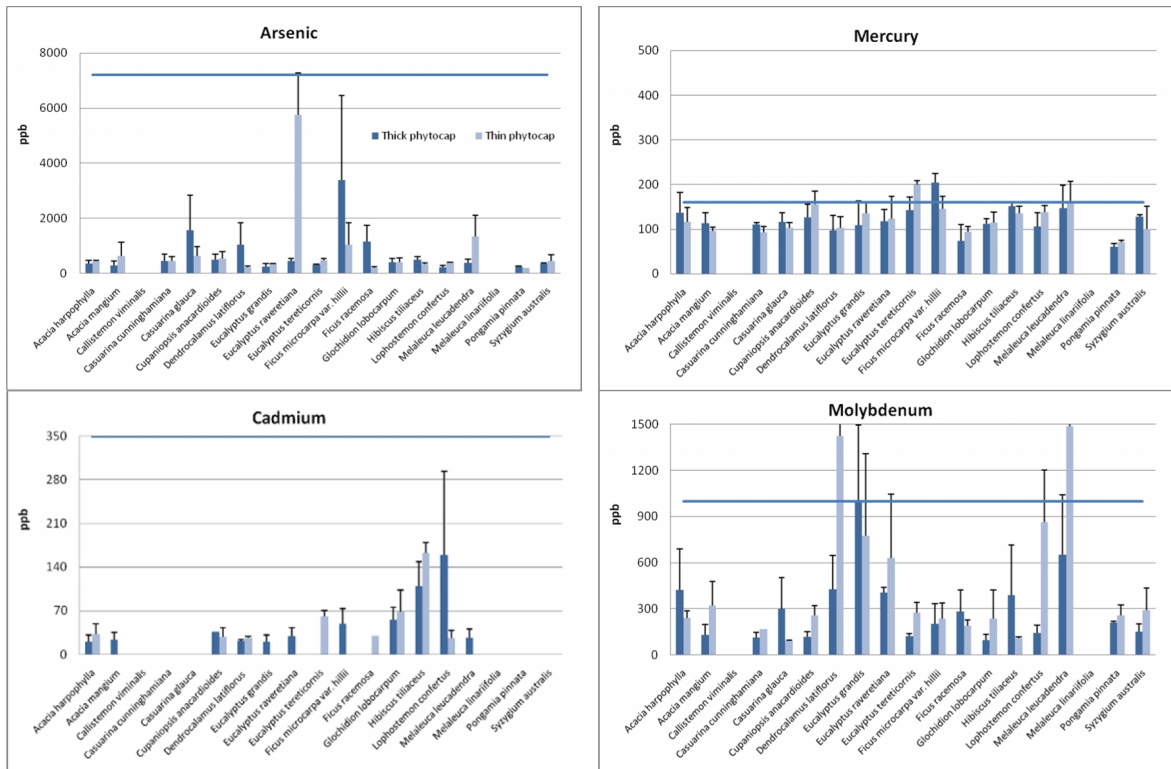 Arsenic
8000
6000
4000
2000
0
ppb
Thick phytocap
Thin phytocap
Acacia harpophylla
Acacia mangium
Callistemon viminalis
Casuarina cunninghamiana
Casuarina glauca
Cupaniopsis anacardioides
Dendrocalamus latiflorus
Eucalyptus grandis
Eucalyptus raveretiana
Eucalyptus tereticornis
Ficus microcarpa var. hillii
Ficus racemosa
Glochidion lobocarpum
Hibiscus tiliaceus
Lophostemon confertus
Melaleuca leucadendra
Melaleuca linariifolia
Pongamia pinnata
Syzygium australis
Mercury
500
400
300
200
100
0
ppb
Acacia harpophylla
Acacia mangium
Callistemon viminalis
Casuarina cunninghamiana
Casuarina glauca
Cupaniopsis anacardioides
Dendrocalamus latiflorus
Eucalyptus grandis
Eucalyptus raveretiana
Eucalyptus tereticornis
Ficus microcarpa var. hillii
Ficus racemosa
Glochidion lobocarpum
Hibiscus tiliaceus
Lophostemon confertus
Melaleuca leucadendra
Melaleuca linariifolia
Pongamia pinnata
Syzygium australis
Cadmium
350
280
210
140
70
0
ppb
Acacia harpophylla
Acacia mangium
Callistemon viminalis
Casuarina cunninghamiana
Casuarina glauca
Cupaniopsis anacardioides
Dendrocalamus latiflorus
Eucalyptus grandis
Eucalyptus raveretiana
Eucalyptus tereticornis
Ficus microcarpa var. hillii
Ficus racemosa
Glochidion lobocarpum
Hibiscus tiliaceus
Lophostemon confertus
Melaleuca leucadendra
Melaleuca linariifolia
Pongamia pinnata
Syzygium australis
Molybdenum
1500
1200
900
600
300
0
ppb
Acacia harpophylla
Acacia mangium
Callistemon viminalis
Casuarina cunninghamiana
Casuarina glauca
Cupaniopsis anacardioides
Dendrocalamus latiflorus
Eucalyptus grandis
Eucalyptus raveretiana
Eucalyptus tereticornis
Ficus microcarpa var. hillii
Ficus racemosa
Glochidion lobocarpum
Hibiscus tiliaceus
Lophostemon confertus
Melaleuca leucadendra
Melaleuca linariifolia
Pongamia pinnata
Syzygium australis